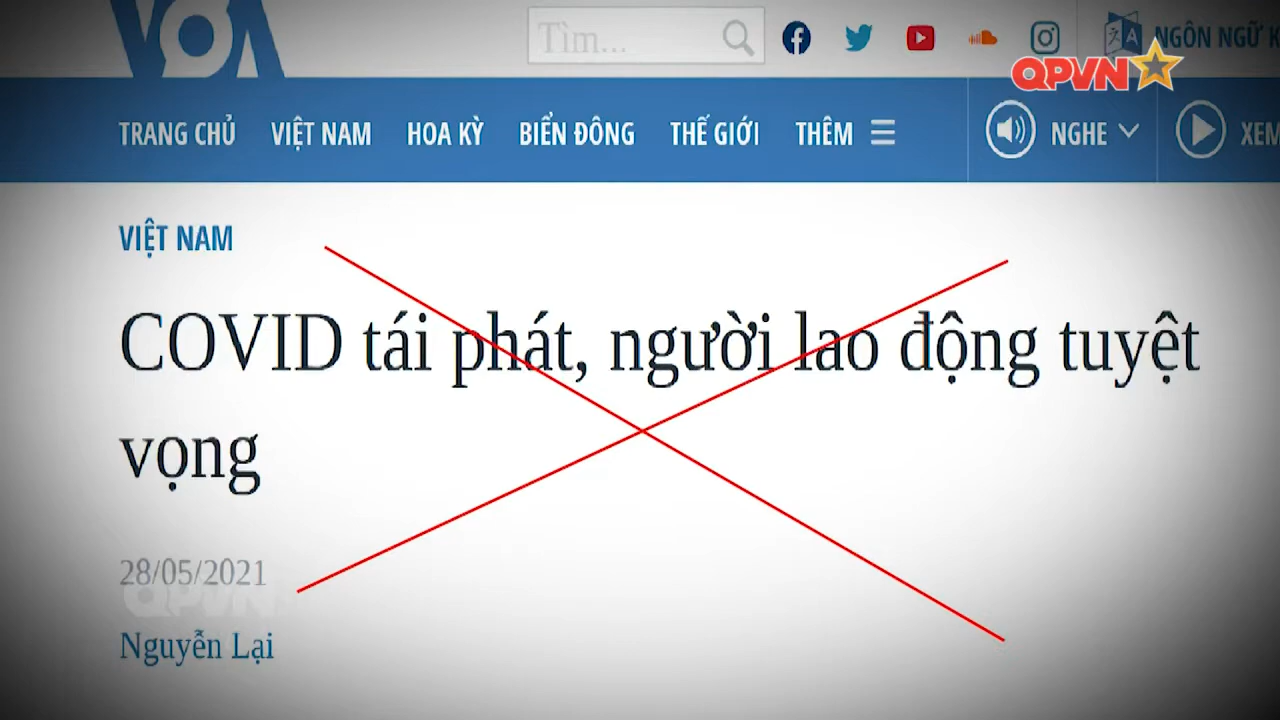 VOA
Tìm...
NGÔN NGỮ K
QPVN
TRANG CHỦ VIỆT NAM HOA KỲ BIỂN ĐÔNG THẾ GIỚI THÊM NGHE XEM
VIỆT NAM
COVID tái phát, người lao động tuyệt
vọng
28/05/2021
QPVN
Nguyễn Lại